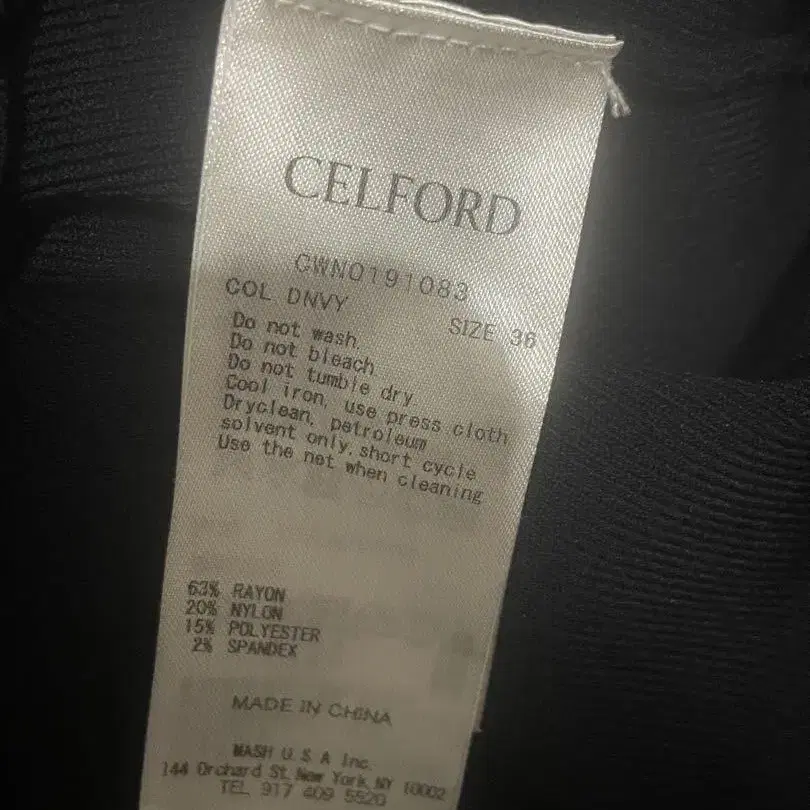 CELFORD
CWNO191083
COL DNVY
SIZE 36
Do not wash.
Do not bleach.
Do not tumble dry.
Cool iron, use press cloth
Dryclean, petroleum
solvent only, short cycle
Use the net when cleaning
63% RAYON
20% NYLON
15% POLYESTER
2% SPANDEX
MADE IN CHINA
MASH U.S A Inc.
144 Orchard St. New York, NY 10002
TEL 917 409 5520